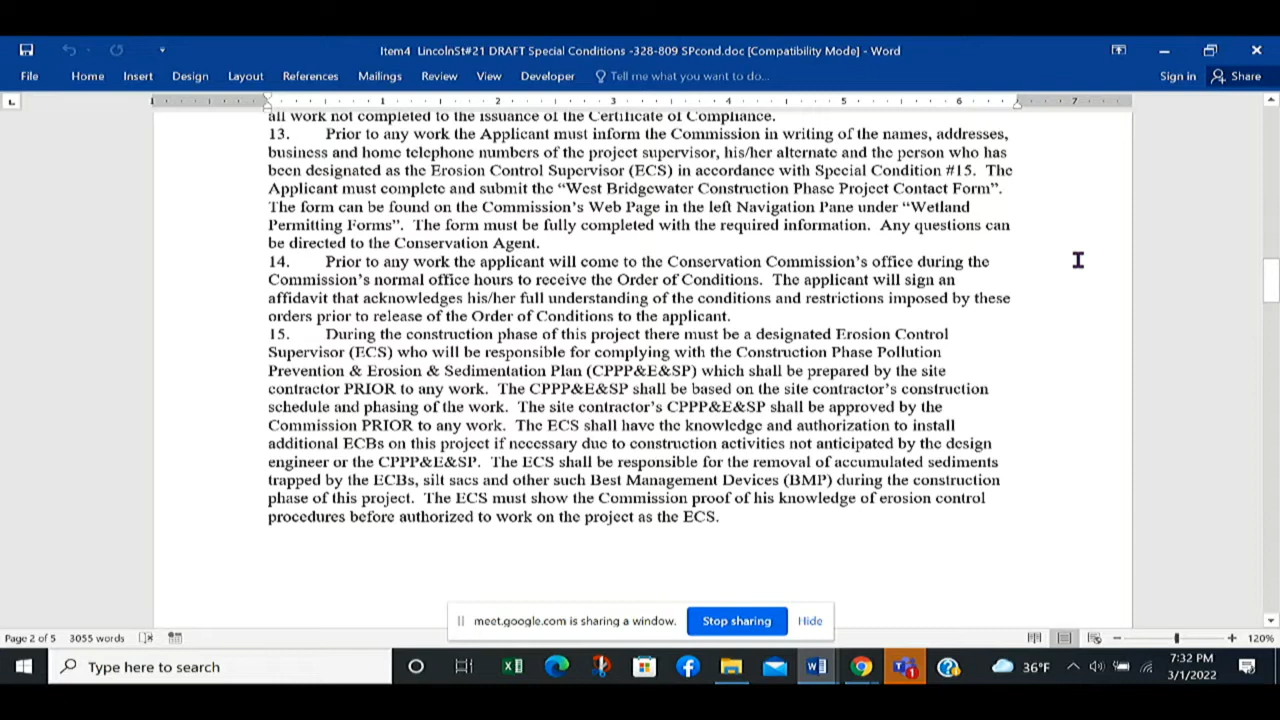 Item4 LincolnSt#21 DRAFT Special Conditions -328-809 SPcond.doc [Compatibility Mode] - Word
File Home Insert Design Layout References Mailings Review View Developer Tell me what you want to do... Sign in Share
1 1 2 3 4 5 6 7
all work not completed to the issuance of the Certificate of Compliance.
13. Prior to any work the Applicant must inform the Commission in writing of the names, addresses,
business and home telephone numbers of the project supervisor, his/her alternate and the person who has
been designated as the Erosion Control Supervisor (ECS) in accordance with Special Condition #15. The
Applicant must complete and submit the “West Bridgewater Construction Phase Project Contact Form”.
The form can be found on the Commission’s Web Page in the left Navigation Pane under “Wetland
Permitting Forms”. The form must be fully completed with the required information. Any questions can
be directed to the Conservation Agent.
14. Prior to any work the applicant will come to the Conservation Commission’s office during the
Commission’s normal office hours to receive the Order of Conditions. The applicant will sign an
affidavit that acknowledges his/her full understanding of the conditions and restrictions imposed by these
orders prior to release of the Order of Conditions to the applicant.
15. During the construction phase of this project there must be a designated Erosion Control
Supervisor (ECS) who will be responsible for complying with the Construction Phase Pollution
Prevention & Erosion & Sedimentation Plan (CPPP&E&SP) which shall be prepared by the site
contractor PRIOR to any work. The CPPP&E&SP shall be based on the site contractor’s construction
schedule and phasing of the work. The site contractor’s CPPP&E&SP shall be approved by the
Commission PRIOR to any work. The ECS shall have the knowledge and authorization to install
additional ECBs on this project if necessary due to construction activities not anticipated by the design
engineer or the CPPP&E&SP. The ECS shall be responsible for the removal of accumulated sediments
trapped by the ECBs, silt sacs and other such Best Management Devices (BMP) during the construction
phase of this project. The ECS must show the Commission proof of his knowledge of erosion control
procedures before authorized to work on the project as the ECS.
meet.google.com is sharing a window. Stop sharing Hide
Page 2 of 5 3055 words 120%
Type here to search 36°F 7:32 PM
3/1/2022